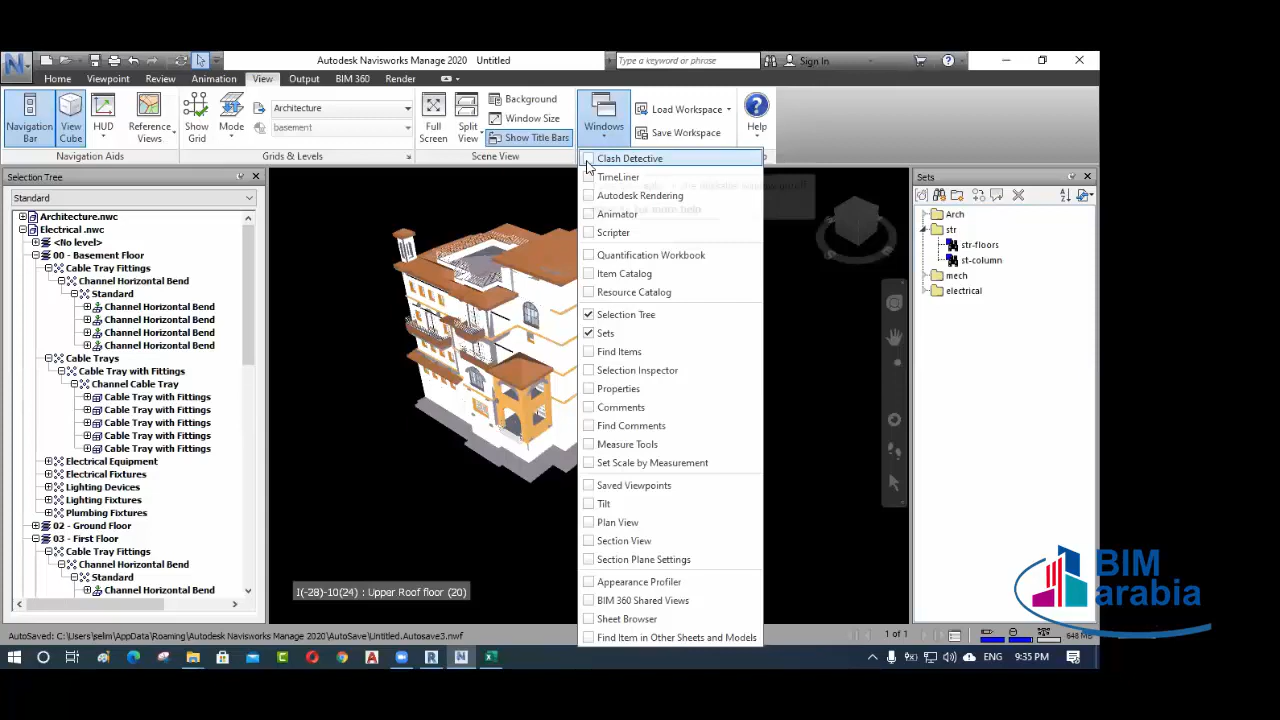 Autodesk Navisworks Manage 2020 Untitled
Type a keyword or phrase
Sign In
Home
Viewpoint
Review
Animation
View
Output
BIM 360
Render
Navigation Bar
View Cube
HUD
Reference Views
Navigation Aids
Show Grid
Mode
Architecture
basement
Grids & Levels
Full Screen
Split View
Background
Window Size
Show Title Bars
Scene View
Windows
Load Workspace
Save Workspace
Help
Selection Tree
Standard
Architecture.nwc
Electrical .nwc
<No level>
00 - Basement Floor
Cable Tray Fittings
Channel Horizontal Bend
Standard
Channel Horizontal Bend
Channel Horizontal Bend
Channel Horizontal Bend
Channel Horizontal Bend
Cable Trays
Cable Tray with Fittings
Channel Cable Tray
Cable Tray with Fittings
Cable Tray with Fittings
Cable Tray with Fittings
Cable Tray with Fittings
Cable Tray with Fittings
Electrical Equipment
Electrical Fixtures
Lighting Devices
Lighting Fixtures
Plumbing Fixtures
02 - Ground Floor
03 - First Floor
Cable Tray Fittings
Channel Horizontal Bend
Standard
Channel Horizontal Bend
Clash Detective
TimeLiner
Autodesk Rendering
Animator
Scripter
Quantification Workbook
Item Catalog
Resource Catalog
Selection Tree
Sets
Find Items
Selection Inspector
Properties
Comments
Find Comments
Measure Tools
Set Scale by Measurement
Saved Viewpoints
Tilt
Plan View
Section View
Section Plane Settings
Appearance Profiler
BIM 360 Shared Views
Sheet Browser
Find Item in Other Sheets and Models
Sets
Arch
str
str-floors
st-column
mech
electrical
I(-28)-10(24) : Upper Roof floor (20)
BIM
arabia
AutoSaved: C:\Users\selm\AppData\Roaming\Autodesk Navisworks Manage 2020\AutoSave\Untitled.Autosave3.nwf
1 of 1
648 MB
ENG
9:35 PM